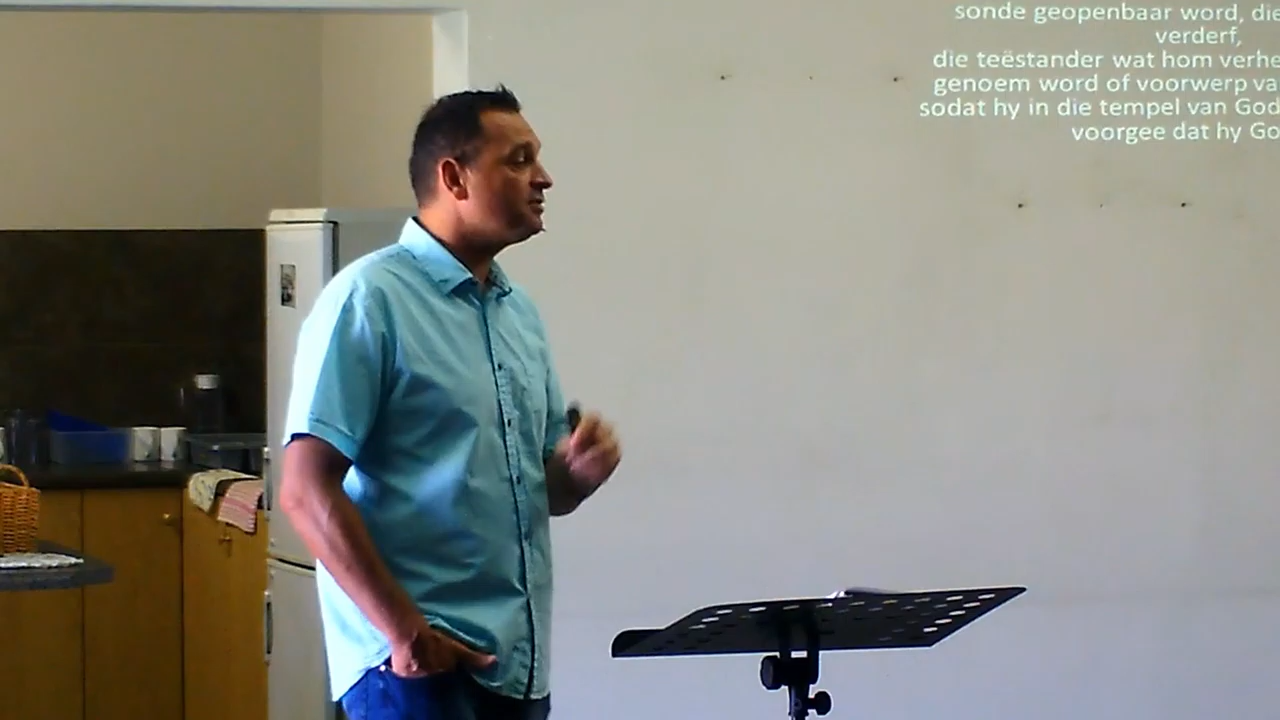 sonde geopenbaar word, die
verderf,
die teëstander wat hom verhe
genoem word of voorwerp va
sodat hy in die tempel van God
voorgee dat hy Go